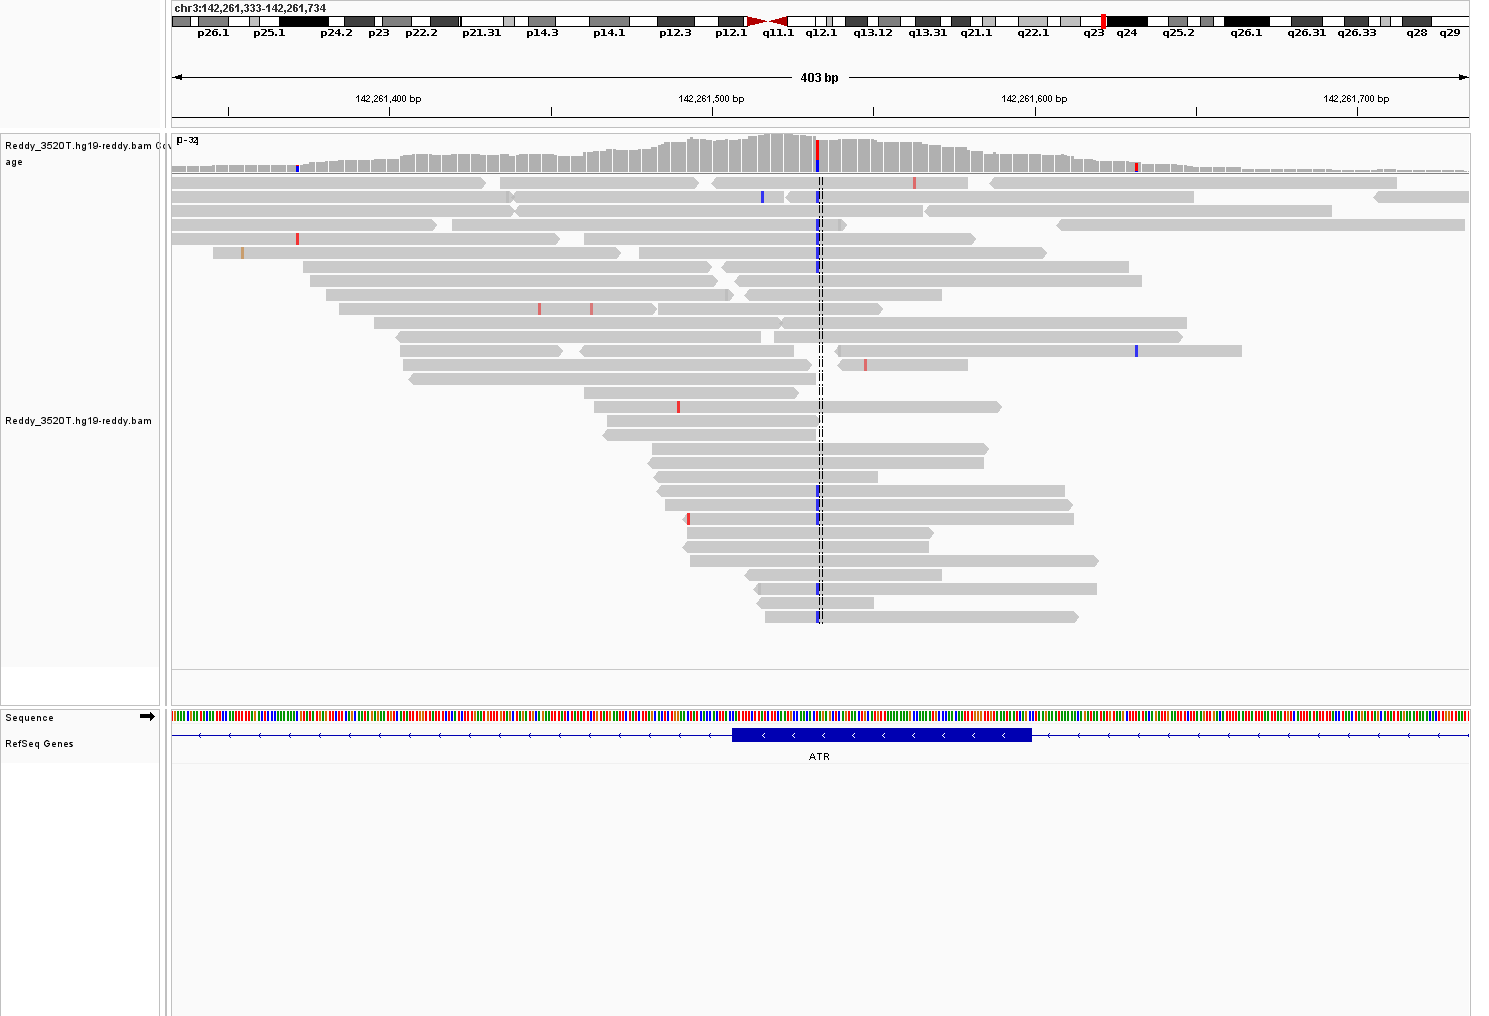 chr3:142,261,333-142,261,734
p26.1 p25.1 p24.2 p23 p22.2 p21.31 p14.3 p14.1 p12.3 p12.1 q11.1 q12.1 q13.12 q13.31 q21.1 q22.1 q23 q24 q25.2 q26.1 q26.31 q26.33 q28 q29
403 bp
142,261,400 bp 142,261,500 bp 142,261,600 bp 142,261,700 bp
[0-32]
Reddy_3520T.hg19-reddy.bam Cov
age
Reddy_3520T.hg19-reddy.bam
Sequence
RefSeq Genes
ATR